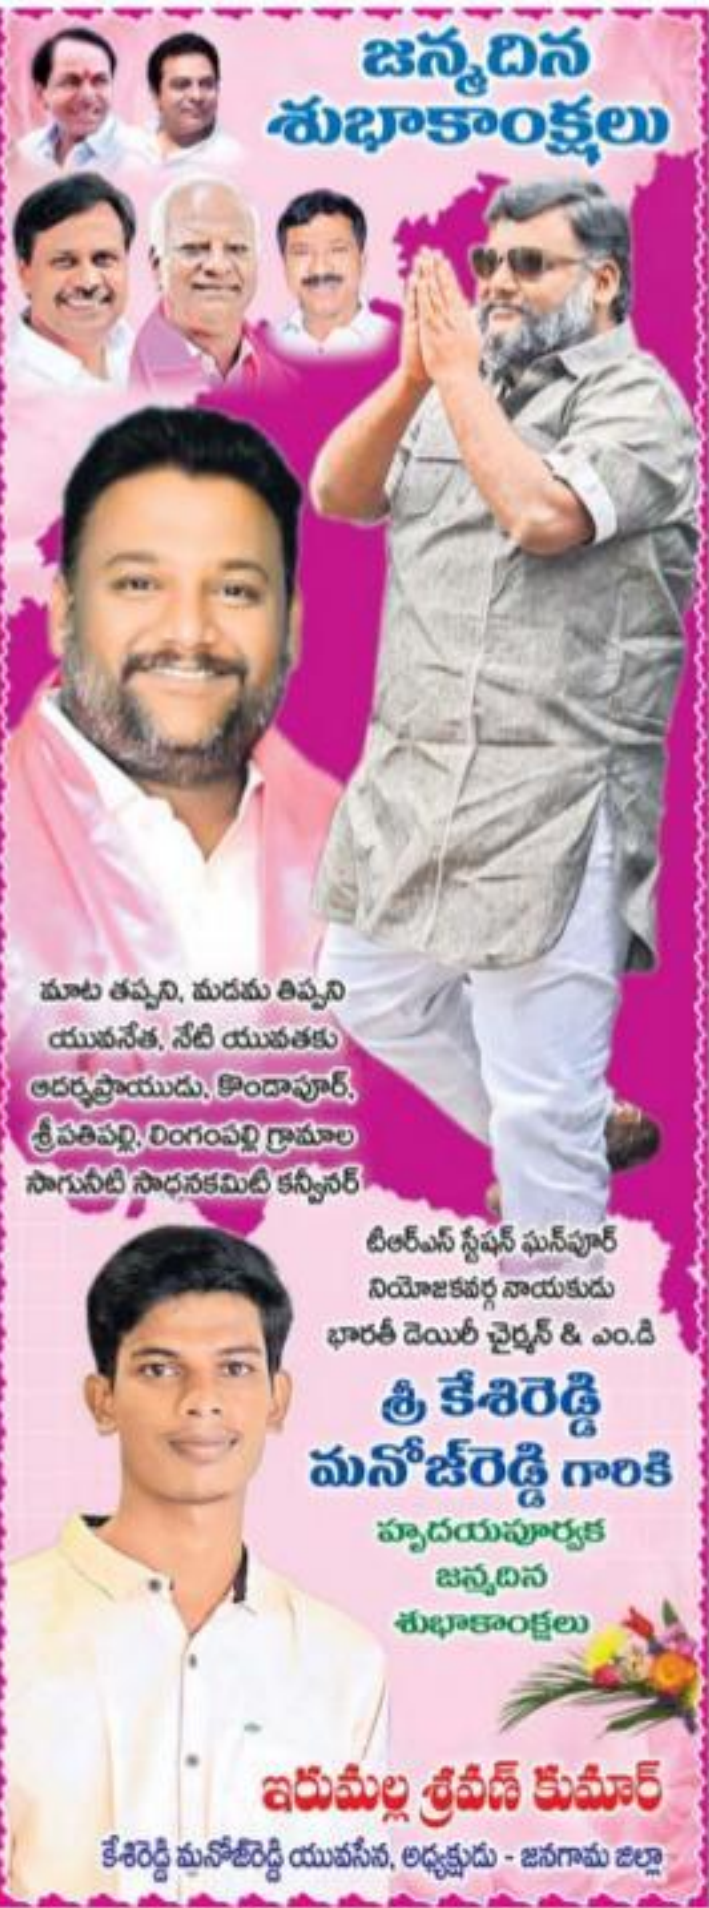 జన్మదిన
శుభాకాంక్షలు
మాట తప్పని, మడమ తిప్పని
యువనేత, నేటి యువతకు
ఆదర్శప్రాయుడు, కొండాపూర్,
శ్రీపతిపల్లి, లింగంపల్లి గ్రామాల
సాగునీటి సాధనకమిటీ కన్వీనర్
టీఆర్ఎస్ స్టేషన్ ఘన్‌పూర్
నియోజకవర్గ నాయకుడు
భారతీ డెయిరీ చైర్మన్ & ఎం.డి
శ్రీ కేశిరెడ్డి
మనోజ్‌రెడ్డి గారికి
హృదయపూర్వక
జన్మదిన
శుభాకాంక్షలు
ఇరుమల్ల శ్రవణ్ కుమార్
కేశిరెడ్డి మనోజ్‌రెడ్డి యువసేన, అధ్యక్షుడు - జనగామ జిల్లా